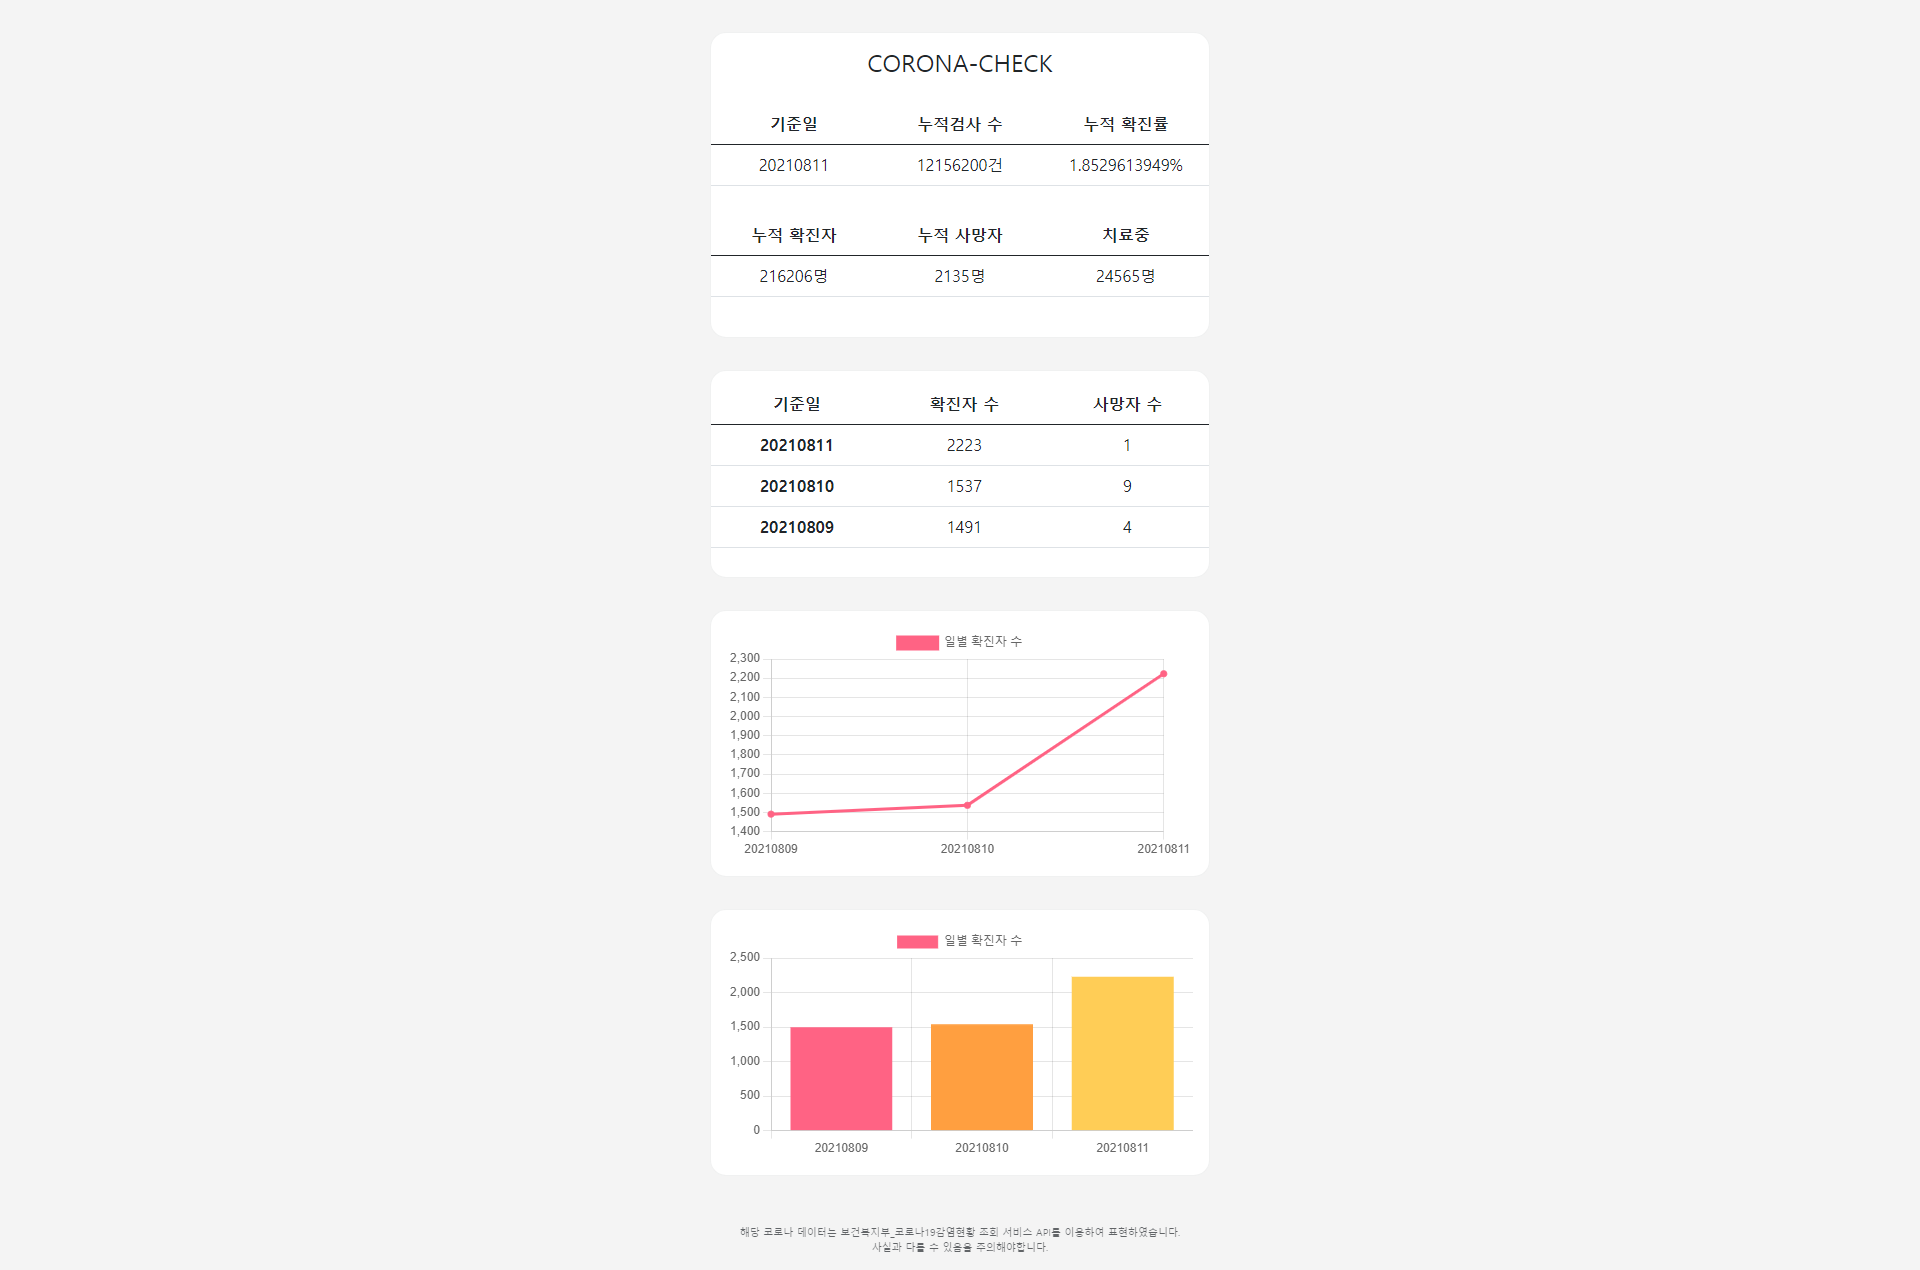 CORONA-CHECK
기준일 누적검사 수 누적 확진률
20210811 12156200건 1.8529613949%
누적 확진자 누적 사망자 치료중
216206명 2135명 24565명
기준일 확진자 수 사망자 수
20210811 2223 1
20210810 1537 9
20210809 1491 4
일별 확진자 수
2,300
2,200
2,100
2,000
1,900
1,800
1,700
1,600
1,500
1,400
20210809 20210810 20210811
일별 확진자 수
2,500
2,000
1,500
1,000
500
0
20210809 20210810 20210811
해당 코로나 데이터는 보건복지부_코로나19감염현황 조회 서비스 API를 이용하여 표현하였습니다.
사실과 다를 수 있음을 주의해야합니다.